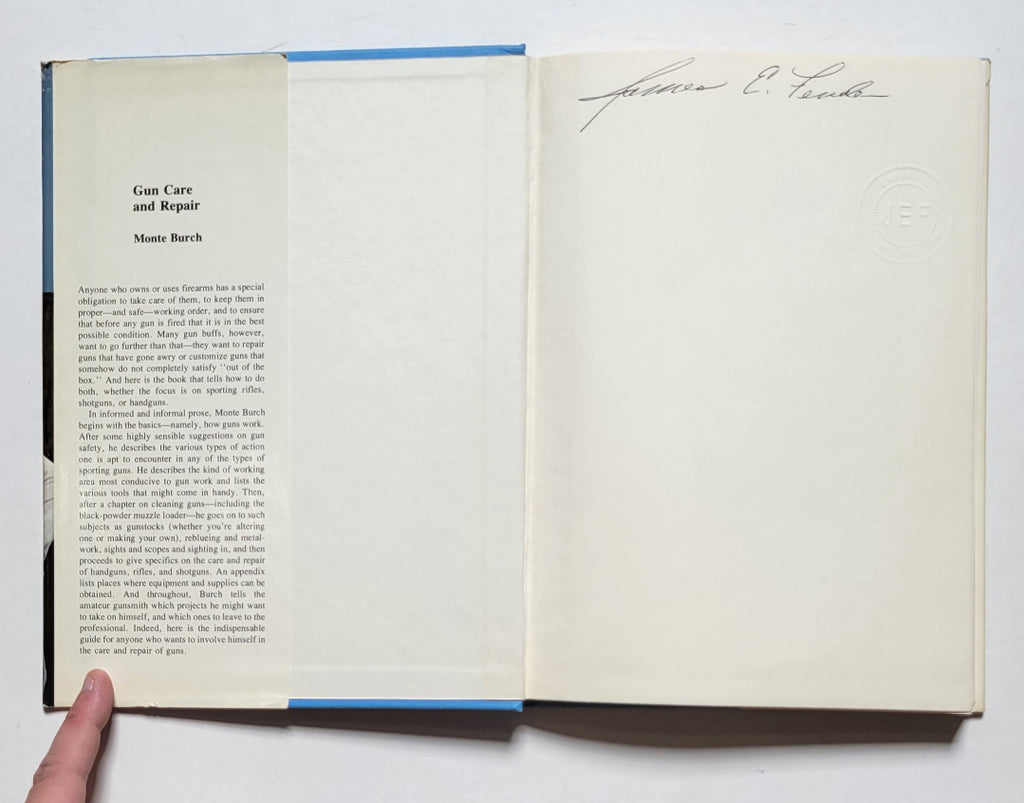 Gun Care
and Repair
Monte Burch
Anyone who owns or uses firearms has a special
obligation to take care of them, to keep them in
proper—and safe—working order, and to ensure
that before any gun is fired that it is in the best
possible condition. Many gun buffs, however,
want to go further than that—they want to repair
guns that have gone awry or customize guns that
somehow do not completely satisfy "out of the
box." And here is the book that tells how to do
both, whether the focus is on sporting rifles,
shotguns, or handguns.
In informed and informal prose, Monte Burch
begins with the basics—namely, how guns work.
After some highly sensible suggestions on gun
safety, he describes the various types of action
one is apt to encounter in any of the types of
sporting guns. He describes the kind of working
area most conducive to gun work and lists the
various tools that might come in handy. Then,
after a chapter on cleaning guns—including the
black-powder muzzle loader—he goes on to such
subjects as gunstocks (whether you're altering
one or making your own), reblueing and metal-
work, sights and scopes and sighting in, and then
proceeds to give specifics on the care and repair
of handguns, rifles, and shotguns. An appendix
lists places where equipment and supplies can be
obtained. And throughout, Burch tells the
amateur gunsmith which projects he might want
to take on himself, and which ones to leave to the
professional. Indeed, here is the indispensable
guide for anyone who wants to involve himself in
the care and repair of guns.
James E.
JEF